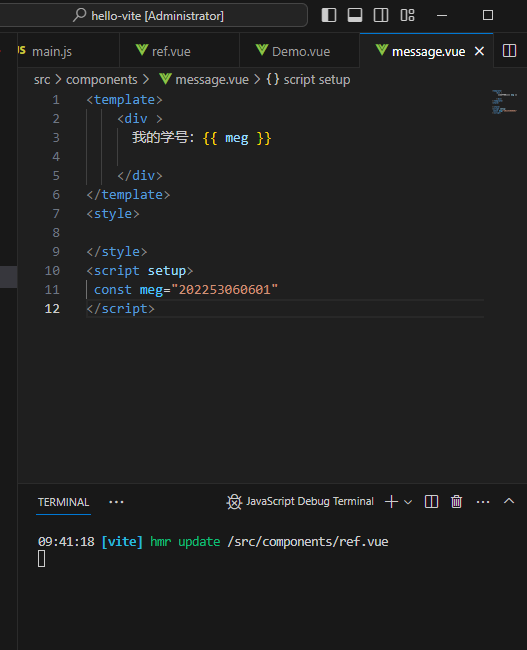 hello-vite [Administrator]
JS main.js ref.vue Demo.vue message.vue
src > components > message.vue > {} script setup
1 <template>
2 <div >
3 我的学号: {{ meg }}
4
5 </div>
6 </template>
7 <style>
8
9 </style>
10 <script setup>
11 const meg="202253060601"
12 </script>
TERMINAL ··· JavaScript Debug Terminal
09:41:18 [vite] hmr update /src/components/ref.vue